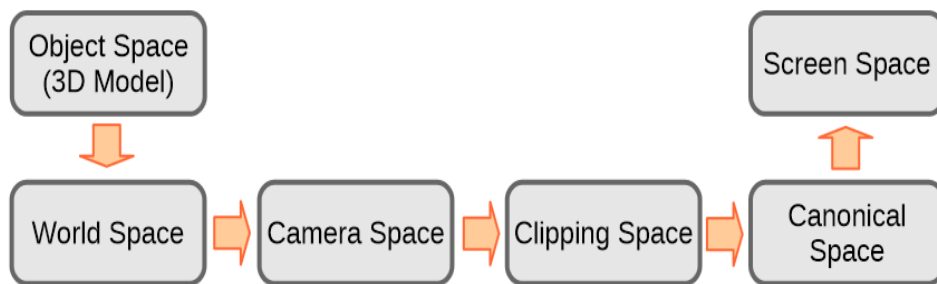 Object Space
(3D Model)
Screen Space
World Space
Camera Space
Clipping Space
Canonical
Space